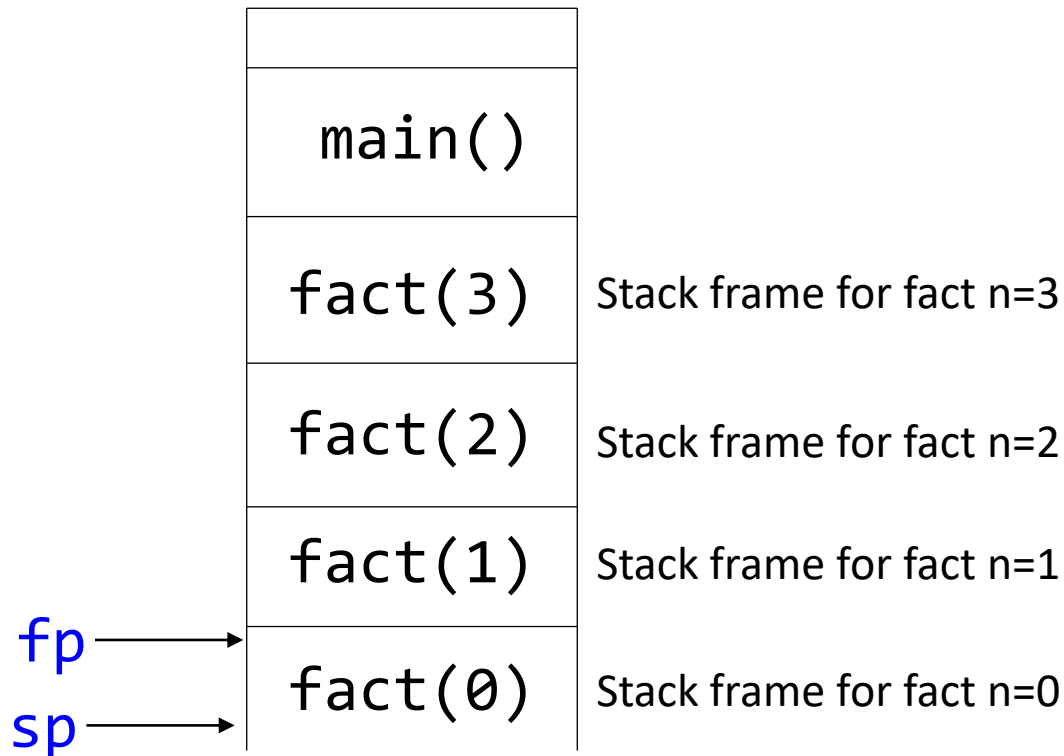 main()
fact(3) Stack frame for fact n=3
fact(2) Stack frame for fact n=2
fact(1) Stack frame for fact n=1
fp
fact(0) Stack frame for fact n=0
sp